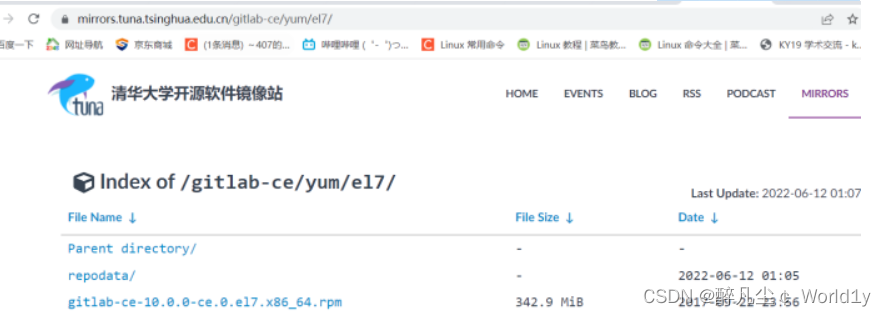 mirrors.tuna.tsinghua.edu.cn/gitlab-ce/yum/el7/
百度一下 网址导航 京东商城 (1条消息) ~407的... 哔哩哔哩 ( ゜- ゜)つ... Linux 常用命令 Linux 教程 | 菜鸟教... Linux 命令大全 | 菜... KY19 学术交流 - k...
tuna 清华大学开源软件镜像站 HOME EVENTS BLOG RSS PODCAST MIRRORS
Index of /gitlab-ce/yum/el7/
Last Update: 2022-06-12 01:07
File Name ↓ File Size ↓ Date ↓
Parent directory/ - -
repodata/ - 2022-06-12 01:05
gitlab-ce-10.0.0-ce.0.el7.x86_64.rpm 342.9 MiB 2017-09-22 23:56
CSDN @醉凡尘 World1y